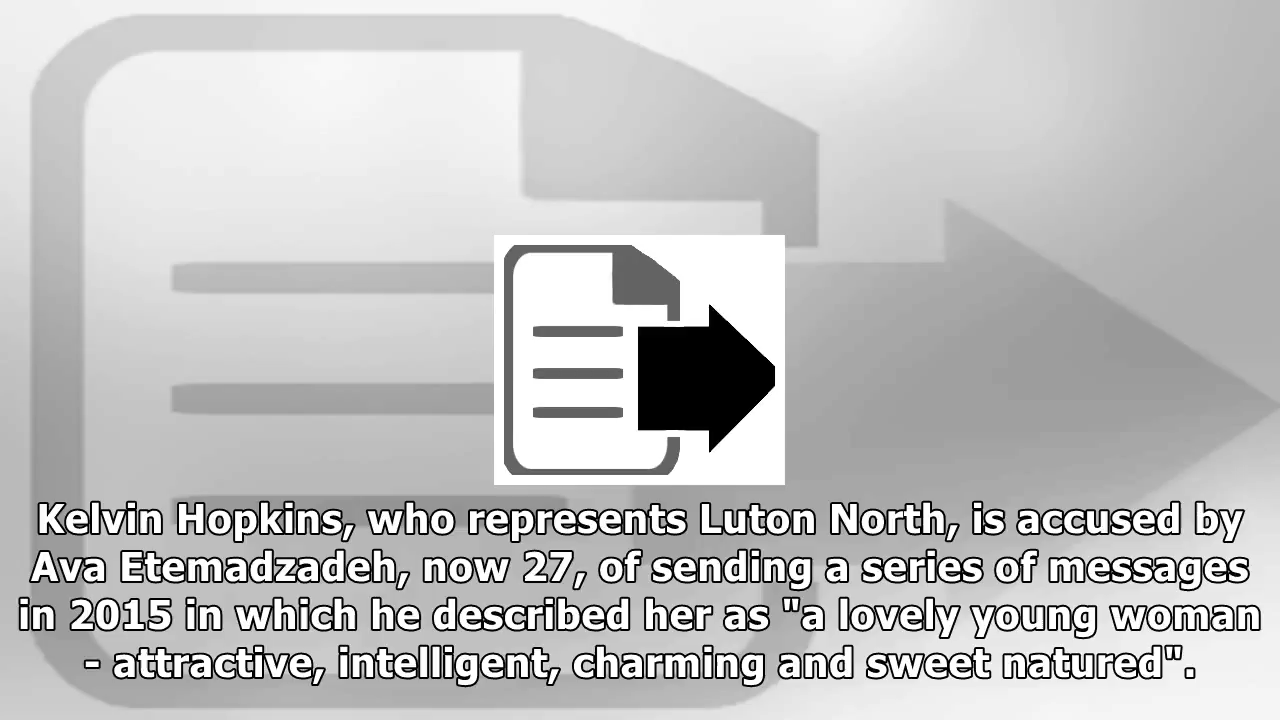 Kelvin Hopkins, who represents Luton North, is accused by
Ava Etemadzadeh, now 27, of sending a series of messages
in 2015 in which he described her as "a lovely young woman
- attractive, intelligent, charming and sweet natured".